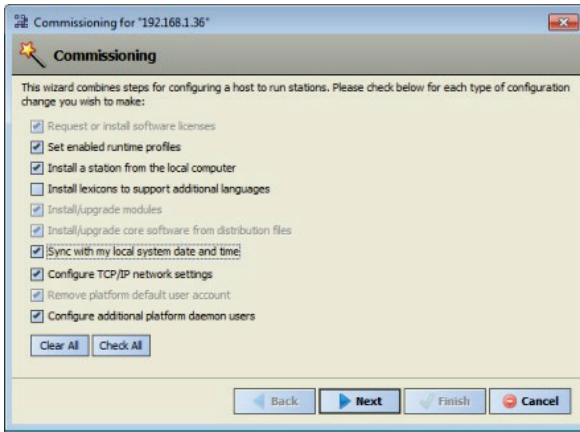 Commissioning for "192.168.1.36"
Commissioning
This wizard combines steps for configuring a host to run stations. Please check below for each type of configuration
change you wish to make:
Request or install software licenses
Set enabled runtime profiles
Install a station from the local computer
Install lexicons to support additional languages
Install/upgrade modules
Install/upgrade core software from distribution files
Sync with my local system date and time
Configure TCP/IP network settings
Remove platform default user account
Configure additional platform daemon users
Clear All Check All
Back Next Finish Cancel